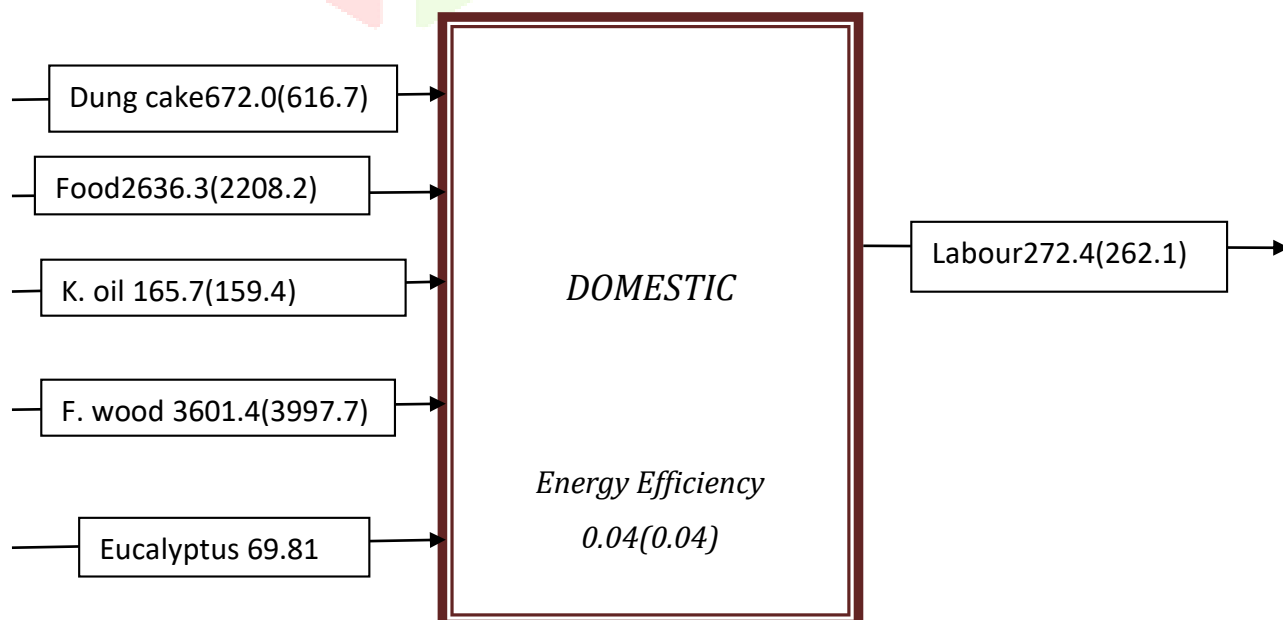 Dung cake672.0(616.7)
Food2636.3(2208.2)
K. oil 165.7(159.4)
F. wood 3601.4(3997.7)
Eucalyptus 69.81
DOMESTIC
Energy Efficiency
0.04(0.04)
Labour272.4(262.1)